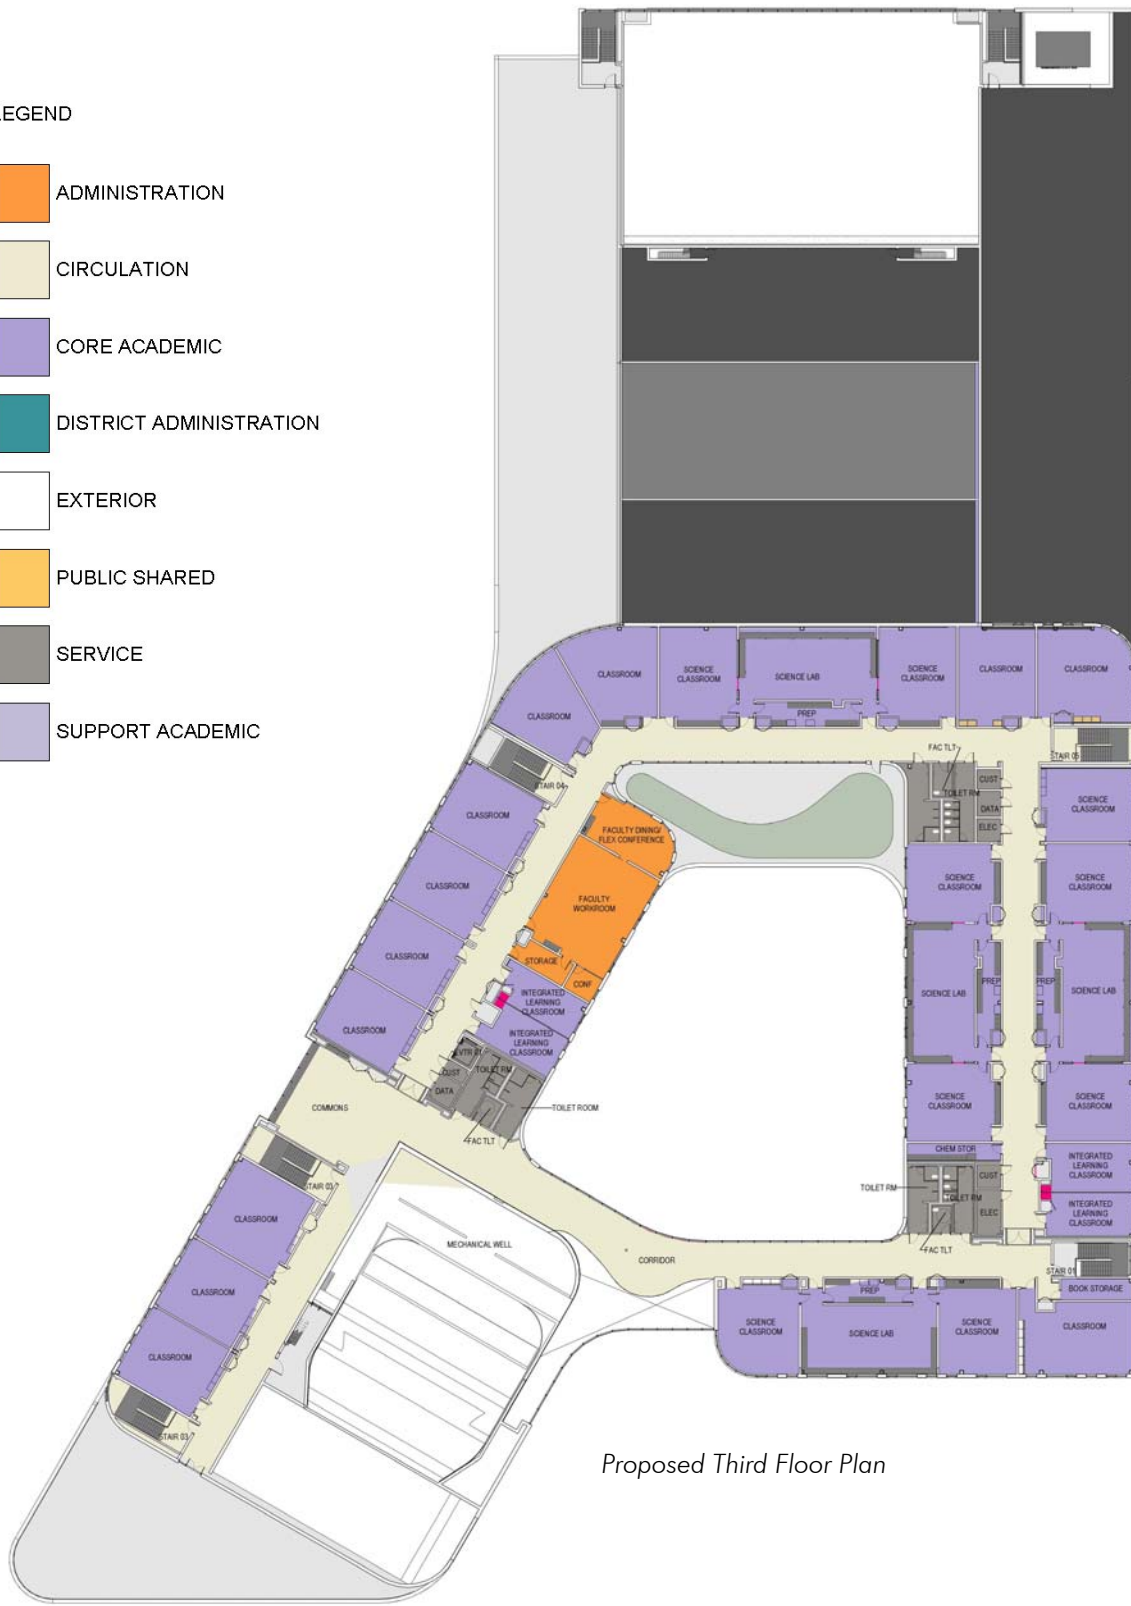 LEGEND
ADMINISTRATION
CIRCULATION
CORE ACADEMIC
DISTRICT ADMINISTRATION
EXTERIOR
PUBLIC SHARED
SERVICE
SUPPORT ACADEMIC
CLASSROOM
SCIENCE
CLASSROOM
SCIENCE LAB
PREP
SCIENCE
CLASSROOM
CLASSROOM
CLASSROOM
CLASSROOM
STAIR 04
FAC TLT
STAIR 05
TOILET RM
CUST
DATA
ELEC
SCIENCE
CLASSROOM
CLASSROOM
FACULTY DINING/
FLEX CONFERENCE
CLASSROOM
FACULTY
WORKROOM
SCIENCE
CLASSROOM
SCIENCE
CLASSROOM
CLASSROOM
STORAGE
CONF
INTEGRATED
LEARNING
CLASSROOM
SCIENCE LAB
PREP
PREP
SCIENCE LAB
CLASSROOM
INTEGRATED
LEARNING
CLASSROOM
CUST
TOILET RM
DATA
TOILET ROOM
FAC TLT
COMMONS
SCIENCE
CLASSROOM
SCIENCE
CLASSROOM
CHEM STOR
INTEGRATED
LEARNING
CLASSROOM
STAIR 03
TOILET RM
TOILET RM
CUST
ELEC
INTEGRATED
LEARNING
CLASSROOM
CLASSROOM
MECHANICAL WELL
CORRIDOR
FAC TLT
STAIR 01
BOOK STORAGE
CLASSROOM
PREP
SCIENCE
CLASSROOM
SCIENCE LAB
SCIENCE
CLASSROOM
CLASSROOM
CLASSROOM
STAIR 03
Proposed Third Floor Plan